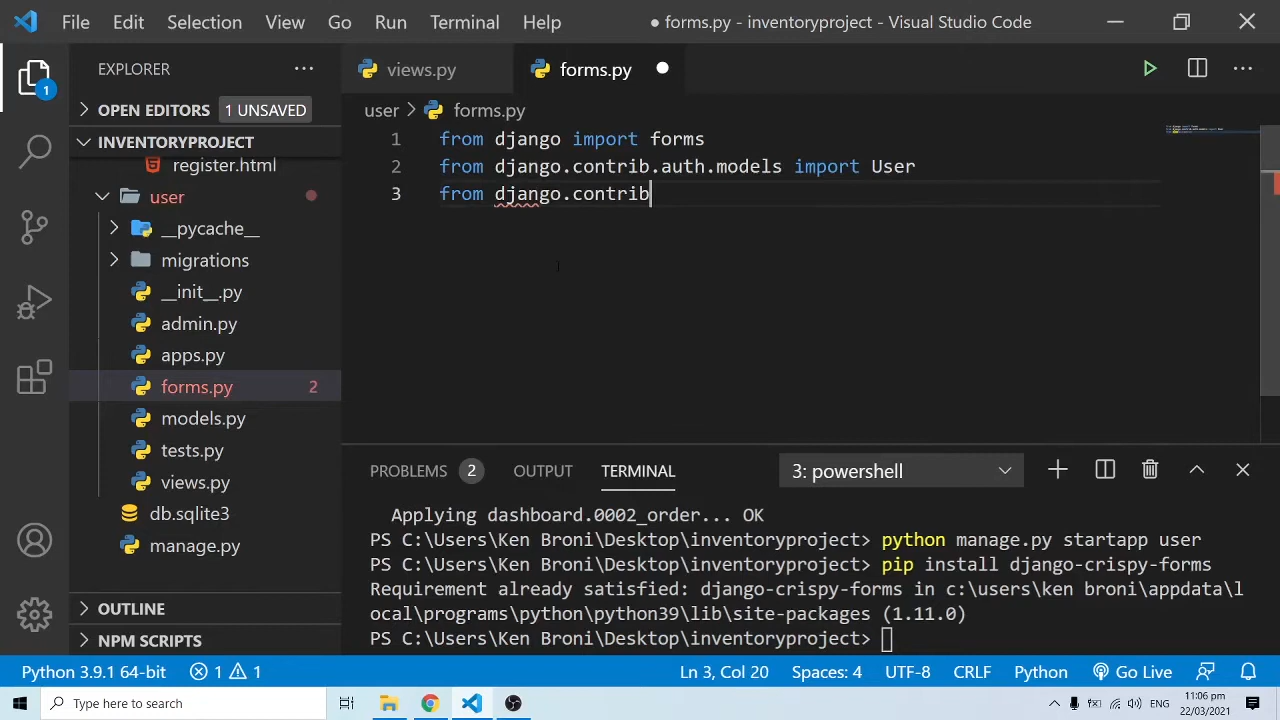 File Edit Selection View Go Run Terminal Help
● forms.py - inventoryproject - Visual Studio Code
EXPLORER
OPEN EDITORS 1 UNSAVED
INVENTORYPROJECT
register.html
user
__pycache__
migrations
__init__.py
admin.py
apps.py
forms.py 2
models.py
tests.py
views.py
db.sqlite3
manage.py
OUTLINE
NPM SCRIPTS
1
views.py
forms.py
user > forms.py
1 from django import forms
2 from django.contrib.auth.models import User
3 from django.contrib
PROBLEMS 2 OUTPUT TERMINAL 3: powershell
Applying dashboard.0002_order... OK
PS C:\Users\Ken Broni\Desktop\inventoryproject> python manage.py startapp user
PS C:\Users\Ken Broni\Desktop\inventoryproject> pip install django-crispy-forms
Requirement already satisfied: django-crispy-forms in c:\users\ken broni\appdata\l
ocal\programs\python\python39\lib\site-packages (1.11.0)
PS C:\Users\Ken Broni\Desktop\inventoryproject>
Python 3.9.1 64-bit 1 1 Ln 3, Col 20 Spaces: 4 UTF-8 CRLF Python Go Live
Type here to search
ENG
11:06 pm
22/03/2021